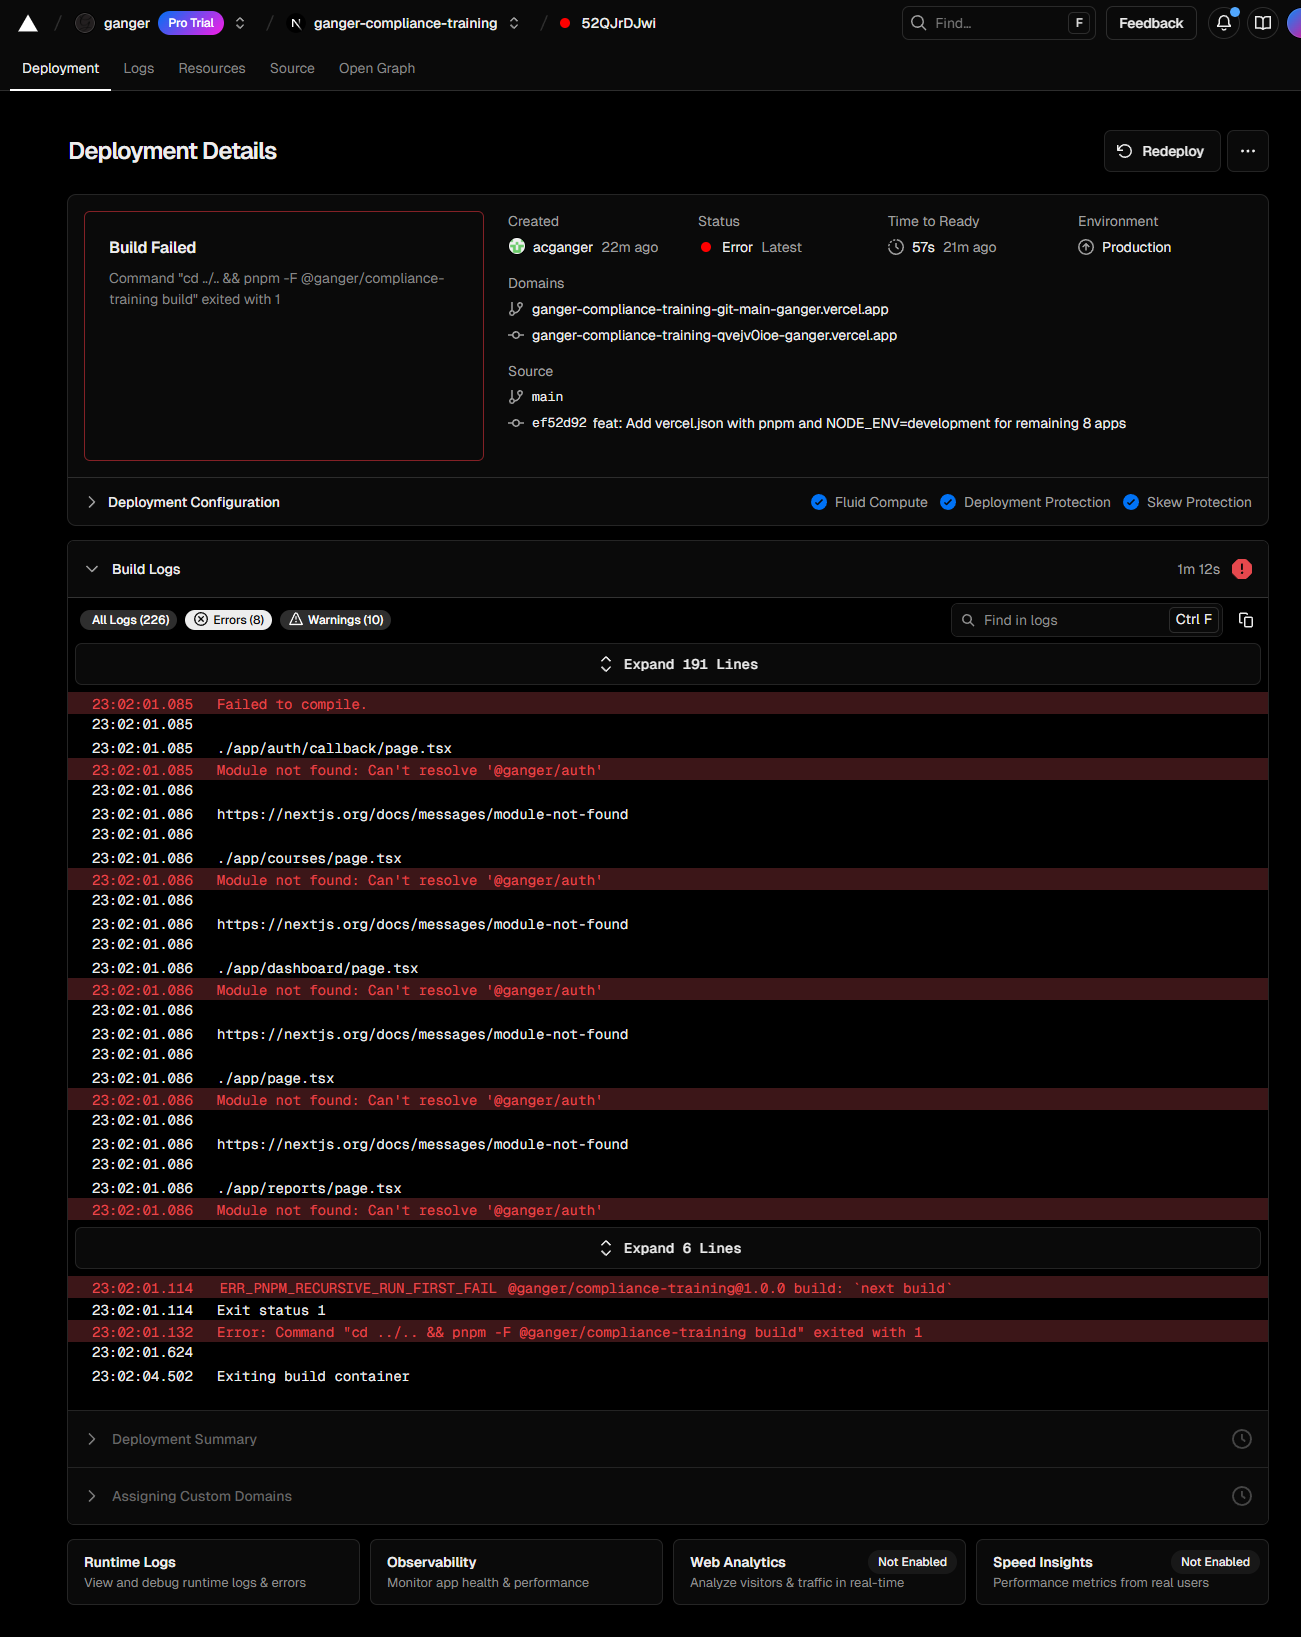 ganger Pro Trial ganger-compliance-training 52QJrDJwi Find... F Feedback
Deployment Logs Resources Source Open Graph
Deployment Details
Redeploy
Build Failed
Command "cd ../.. && pnpm -F @ganger/compliance-
training build" exited with 1
Created Status Time to Ready Environment
acganger 22m ago Error Latest 57s 21m ago Production
Domains
ganger-compliance-training-git-main-ganger.vercel.app
ganger-compliance-training-qvejv0ioe-ganger.vercel.app
Source
main
ef52d92 feat: Add vercel.json with pnpm and NODE_ENV=development for remaining 8 apps
Deployment Configuration Fluid Compute Deployment Protection Skew Protection
Build Logs 1m 12s
All Logs (226) Errors (8) Warnings (10) Find in logs Ctrl F
Expand 191 Lines
23:02:01.085 Failed to compile.
23:02:01.085
23:02:01.085 ./app/auth/callback/page.tsx
23:02:01.085 Module not found: Can't resolve '@ganger/auth'
23:02:01.086
23:02:01.086 https://nextjs.org/docs/messages/module-not-found
23:02:01.086
23:02:01.086 ./app/courses/page.tsx
23:02:01.086 Module not found: Can't resolve '@ganger/auth'
23:02:01.086
23:02:01.086 https://nextjs.org/docs/messages/module-not-found
23:02:01.086
23:02:01.086 ./app/dashboard/page.tsx
23:02:01.086 Module not found: Can't resolve '@ganger/auth'
23:02:01.086
23:02:01.086 https://nextjs.org/docs/messages/module-not-found
23:02:01.086
23:02:01.086 ./app/page.tsx
23:02:01.086 Module not found: Can't resolve '@ganger/auth'
23:02:01.086
23:02:01.086 https://nextjs.org/docs/messages/module-not-found
23:02:01.086
23:02:01.086 ./app/reports/page.tsx
23:02:01.086 Module not found: Can't resolve '@ganger/auth'
Expand 6 Lines
23:02:01.114 ERR_PNPM_RECURSIVE_RUN_FIRST_FAIL @ganger/compliance-training@1.0.0 build: `next build`
23:02:01.114 Exit status 1
23:02:01.132 Error: Command "cd ../.. && pnpm -F @ganger/compliance-training build" exited with 1
23:02:01.624
23:02:04.502 Exiting build container
Deployment Summary
Assigning Custom Domains
Runtime Logs
View and debug runtime logs & errors
Observability
Monitor app health & performance
Web Analytics Not Enabled
Analyze visitors & traffic in real-time
Speed Insights Not Enabled
Performance metrics from real users